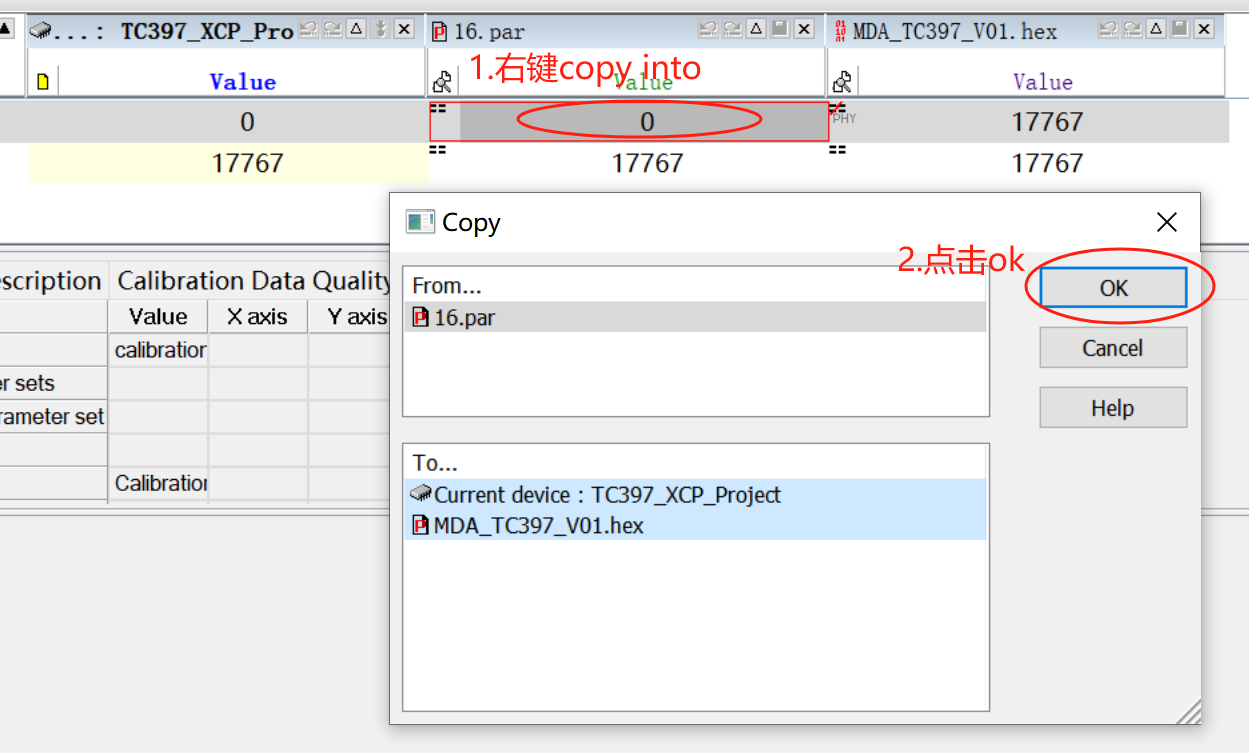 ....: TC397_XCP_Pro
16.par
MDA_TC397_V01.hex
1.右键copy into
Value
Value
Value
0
0
PHY
17767
17767
17767
17767
Copy
2.点击ok
From...
OK
16.par
Cancel
Help
To...
Current device : TC397_XCP_Project
MDA_TC397_V01.hex
scription
Calibration Data Quality
Value
X axis
Y axis
calibration
er sets
rameter set
Calibration